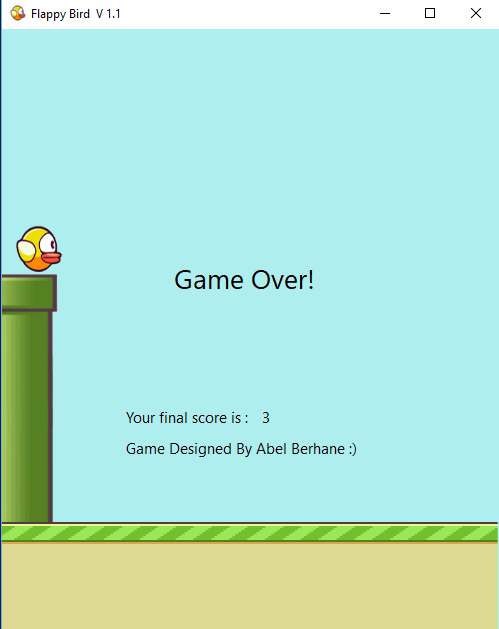 Flappy Bird V 1.1
Game Over!
Your final score is : 3
Game Designed By Abel Berhane :)